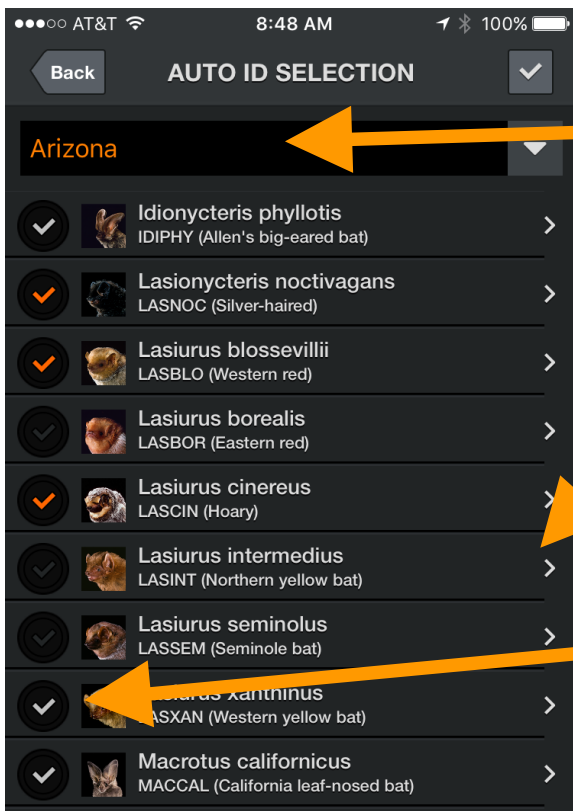 AT&T 8:48 AM 100%
Back AUTO ID SELECTION
Arizona
Idionycteris phyllotis
IDIPHY (Allen's big-eared bat)
Lasionycteris noctivagans
LASNOC (Silver-haired)
Lasiurus blossevillii
LASBLO (Western red)
Lasiurus borealis
LASBOR (Eastern red)
Lasiurus cinereus
LASCIN (Hoary)
Lasiurus intermedius
LASINT (Northern yellow bat)
Lasiurus seminolus
LASSEM (Seminole bat)
xanthinus
(Western yellow bat)
Macrotus californicus
MACCAL (California leaf-nosed bat)